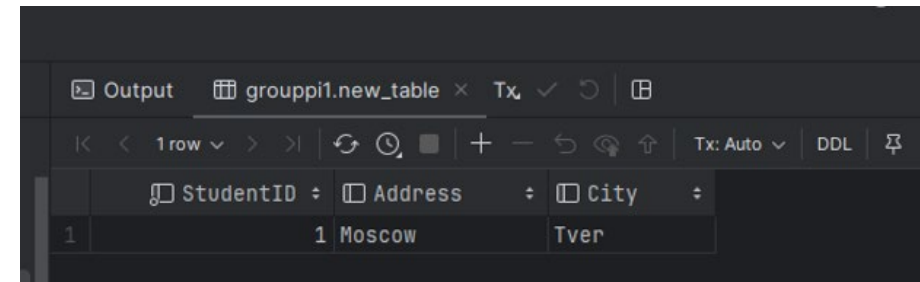 Output grouppi1.new_table × Tx
1 row Tx: Auto DDL
StudentID Address City
1 1 Moscow Tver